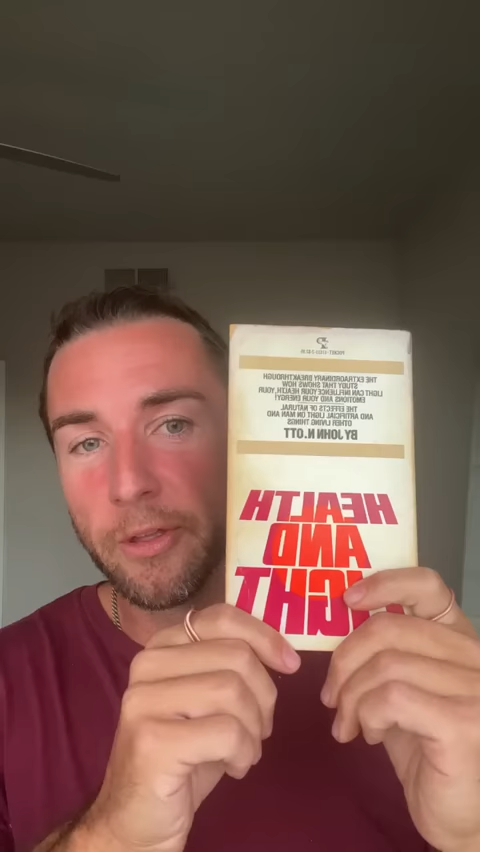 THE EXTRAORDINARY BREAKTHROUGH
STUDY THAT SHOWS HOW
LIGHT CAN INFLUENCE YOUR HEALTH, YOUR
EMOTIONS AND YOUR ENERGY!
THE EFFECTS OF NATURAL
AND ARTIFICIAL LIGHT ON MAN AND
OTHER LIVING THINGS
BY JOHN N. OTT
HEALTH
AND
LIGHT